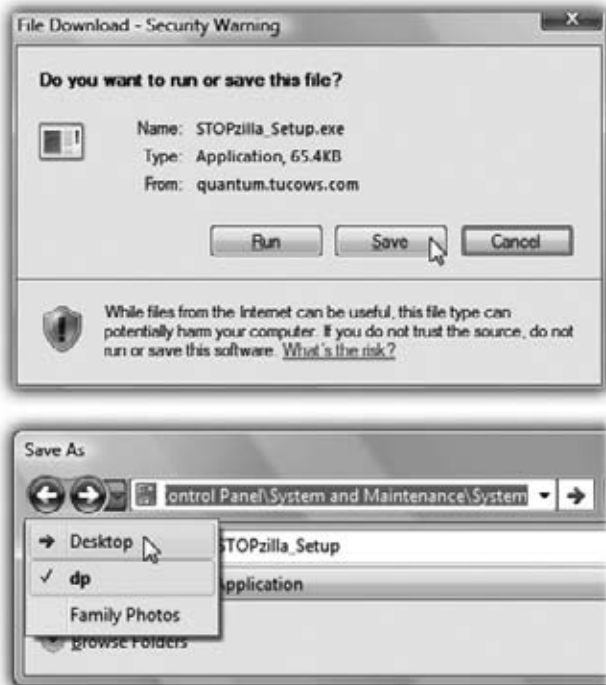 File Download - Security Warning
X
Do you want to run or save this file?
Name: STOPzilla_Setup.exe
Type: Application, 65.4KB
From: quantum.tucows.com
Run Save Cancel
While files from the Internet can be useful, this file type can
potentially harm your computer. If you do not trust the source, do not
run or save this software. What's the risk?
Save As
ontrol Panel\System and Maintenance\System
Desktop
TOPzilla_Setup
dp
pplication
Family Photos
Browse Folders